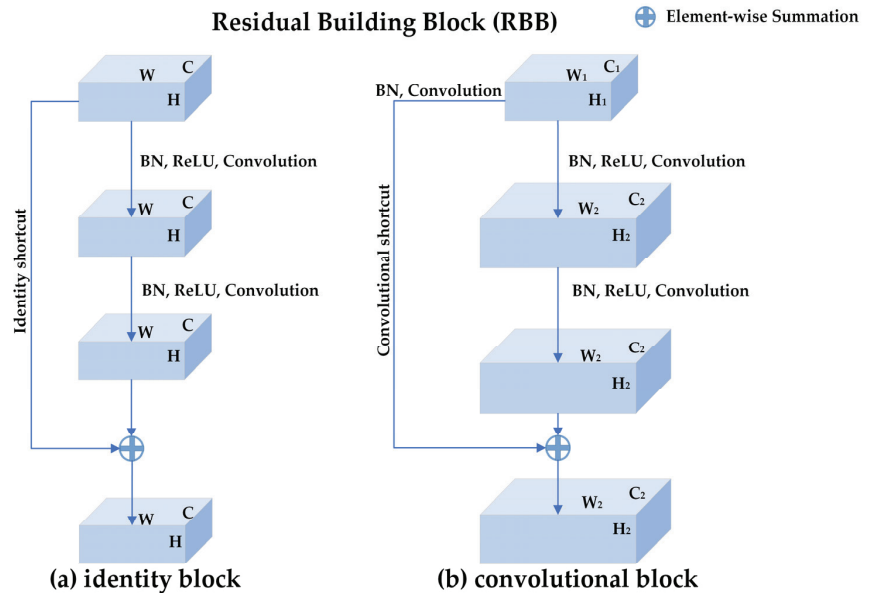 Residual Building Block (RBB)
Element-wise Summation
W C
H
BN, ReLU, Convolution
W C
H
BN, ReLU, Convolution
W C
H
Identity shortcut
W C
H
(a) identity block
BN, Convolution
W₁ C₁
H₁
BN, ReLU, Convolution
W₂ C₂
H₂
BN, ReLU, Convolution
W₂ C₂
H₂
Convolutional shortcut
W₂ C₂
H₂
(b) convolutional block